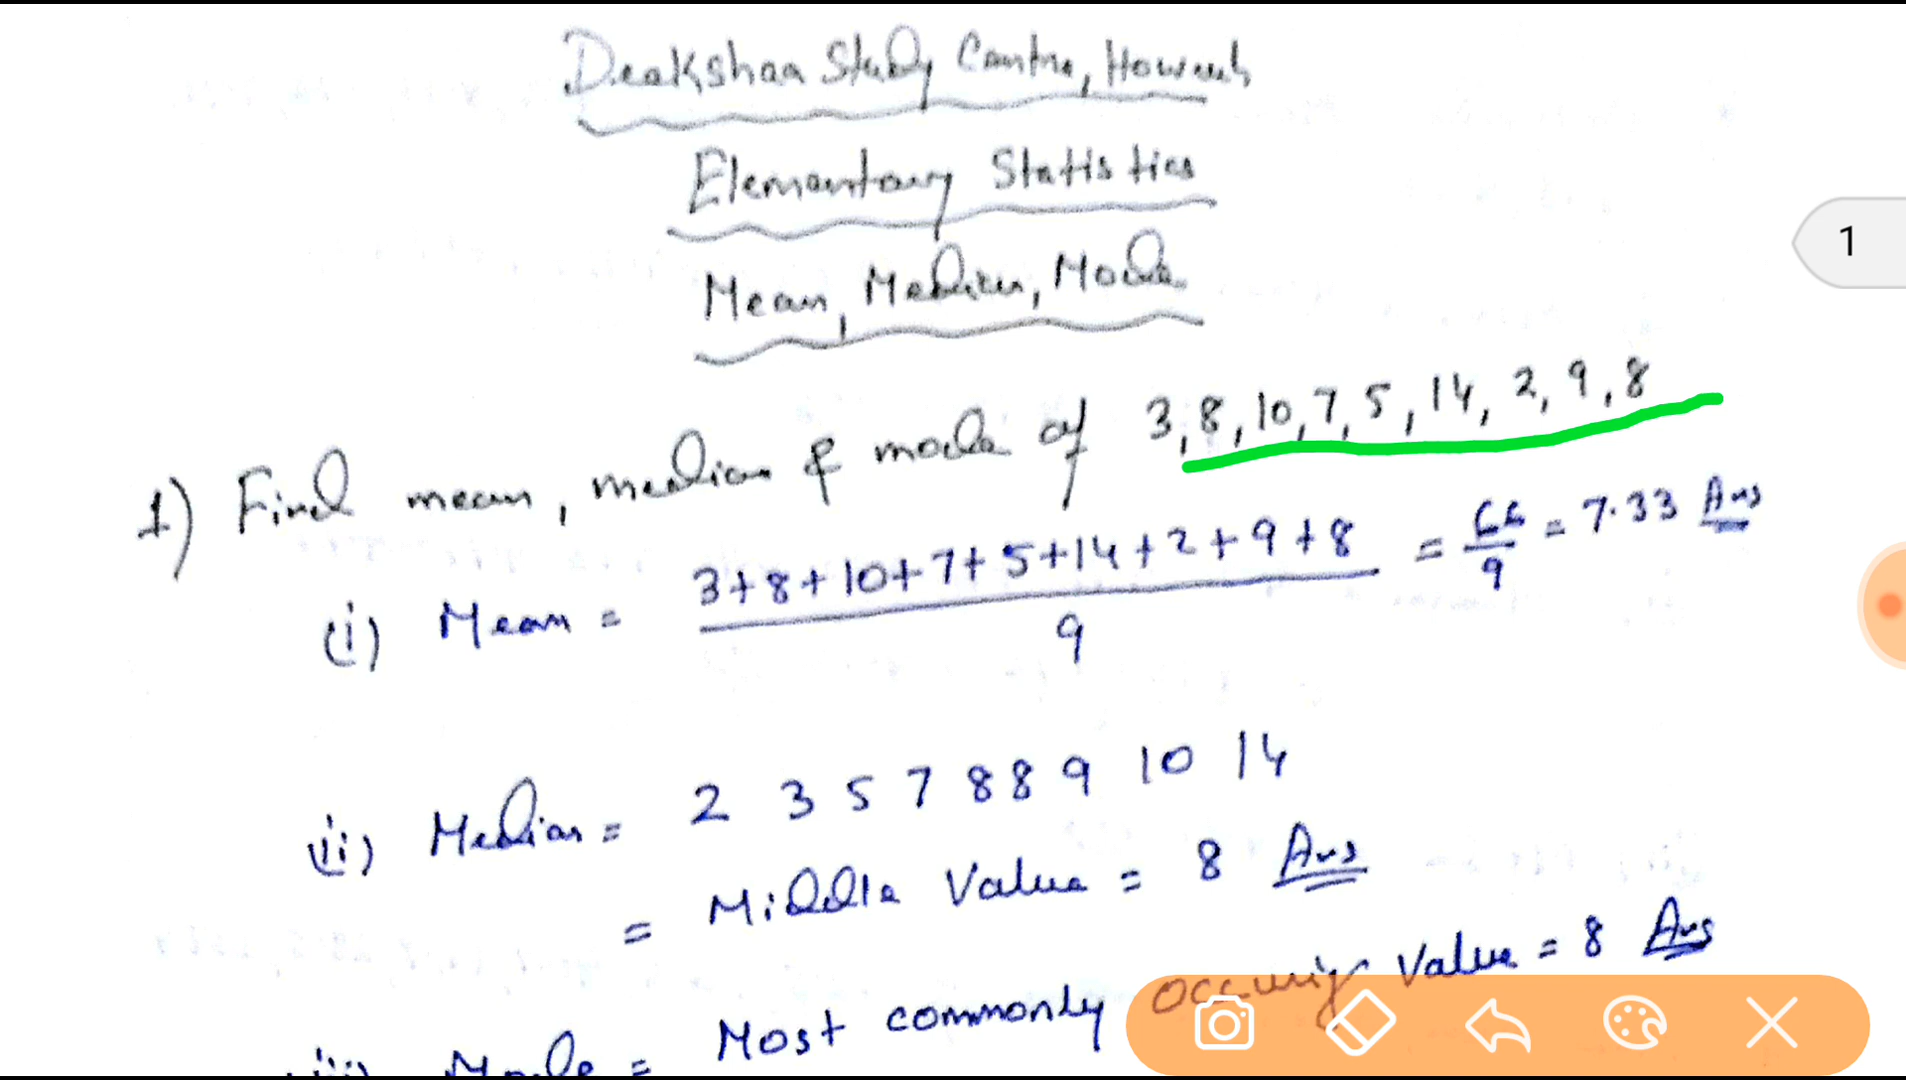 Deakshaa Study Centre, Howrah
Elementary Statistics
Mean, Median, Mode
1
1) Find mean, median & mode of 3, 8, 10, 7, 5, 14, 2, 9, 8
(i) Mean = 3+8+10+7+5+14+2+9+8 / 9 = 66/9 = 7.33 Ans
(ii) Median = 2 3 5 7 8 8 9 10 14
= Middle Value = 8 Ans
(iii) Mode = Most commonly occuring Value = 8 Ans